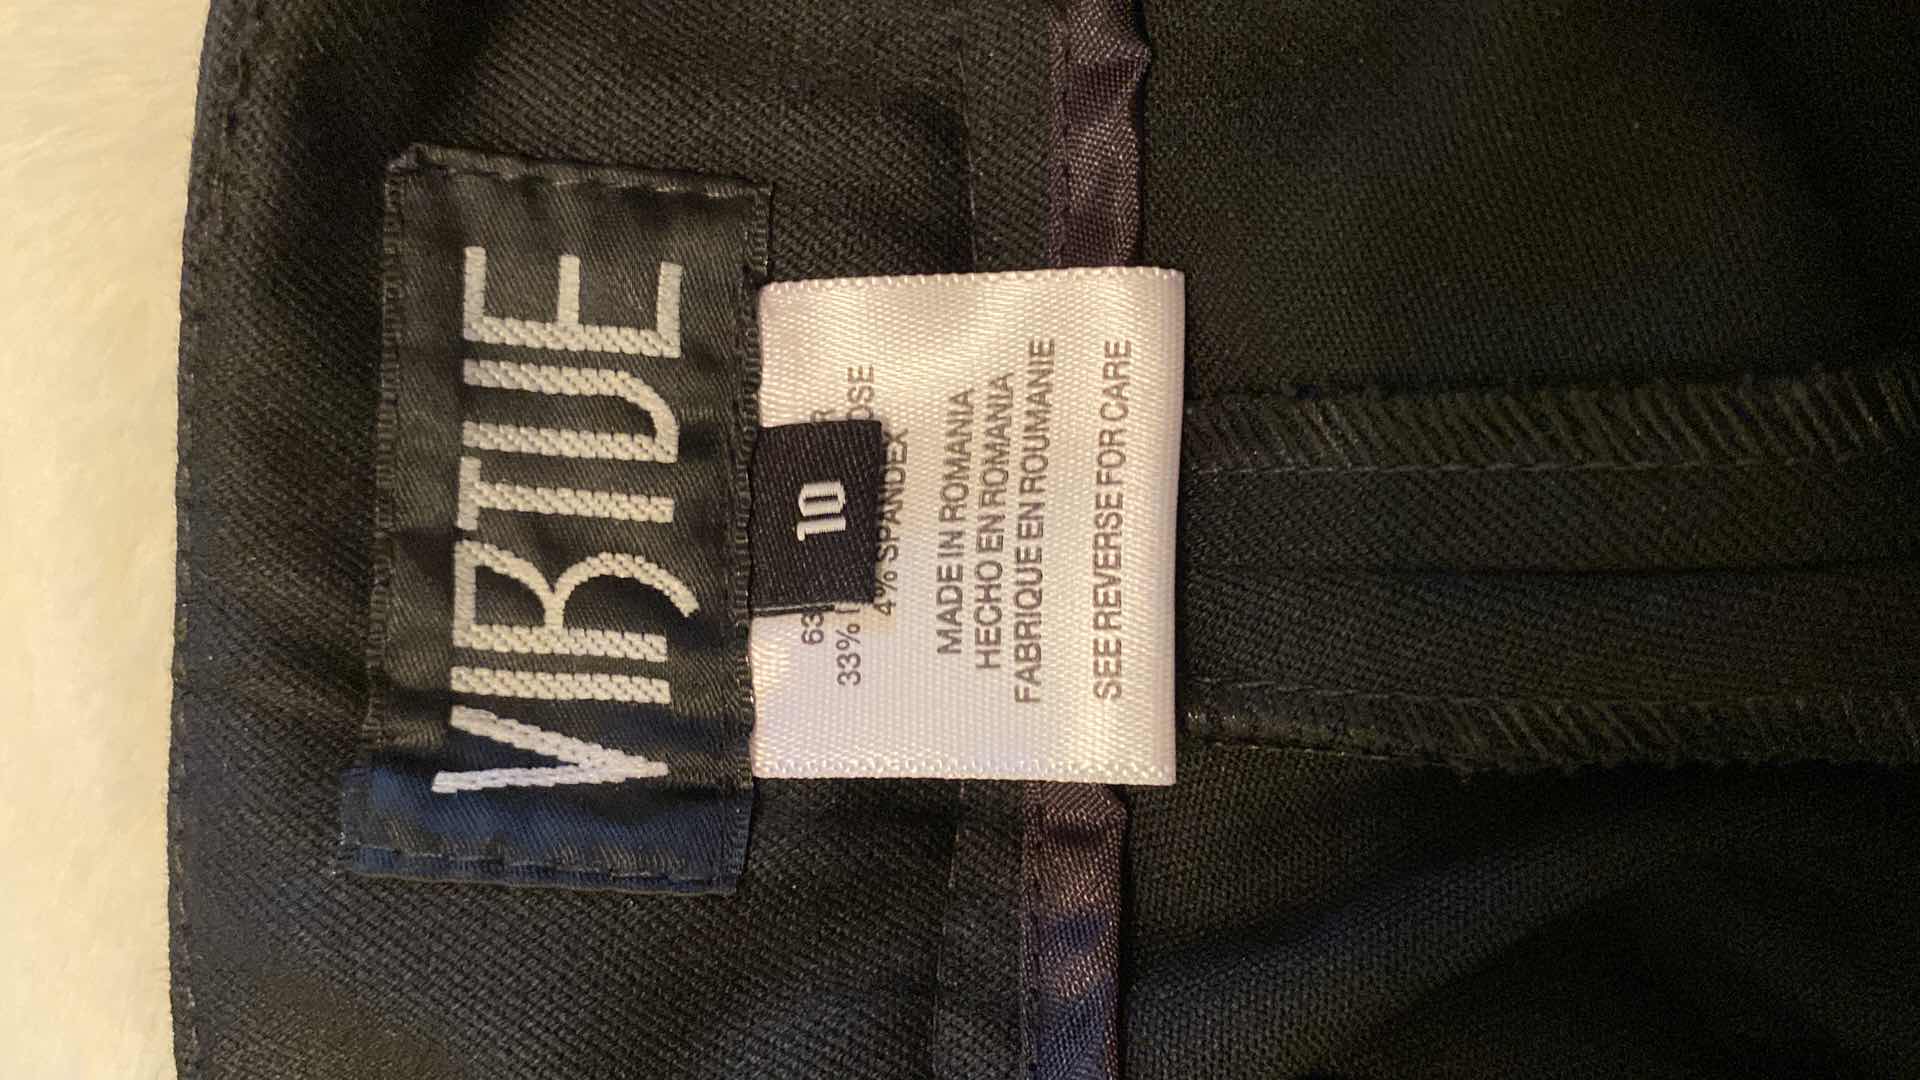 VIRTUE
10
63
33%
4% SPANDEX
MADE IN ROMANIA
HECHO EN ROMANIA
FABRIQUE EN ROUMANIE
SEE REVERSE FOR CARE